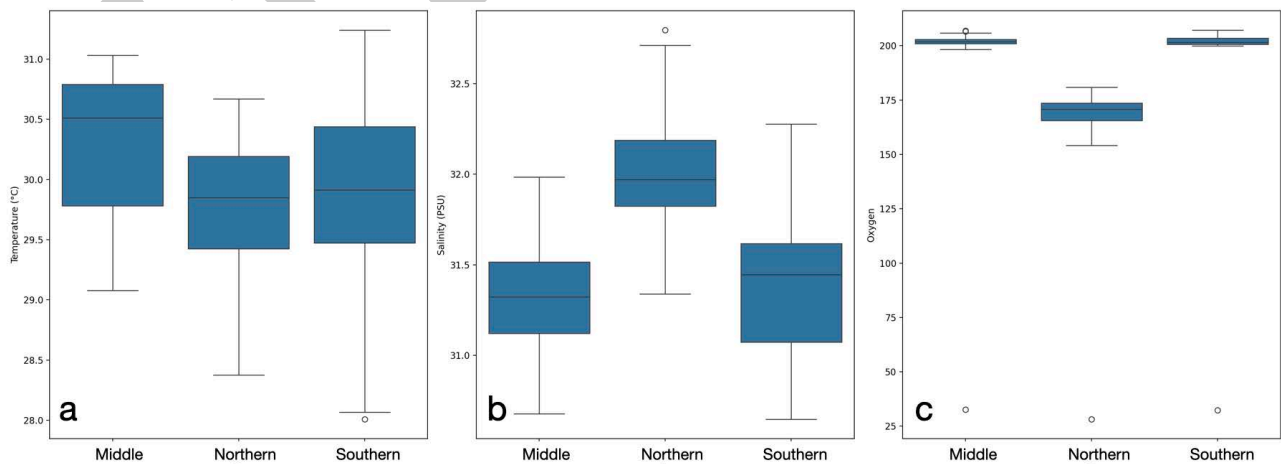 Temperature (°C)
31.0
30.5
30.0
29.5
29.0
28.5
28.0
a
Middle Northern Southern
Salinity (PSU)
32.5
32.0
31.5
31.0
b
Middle Northern Southern
Oxygen
200
175
150
125
100
75
50
25
c
Middle Northern Southern